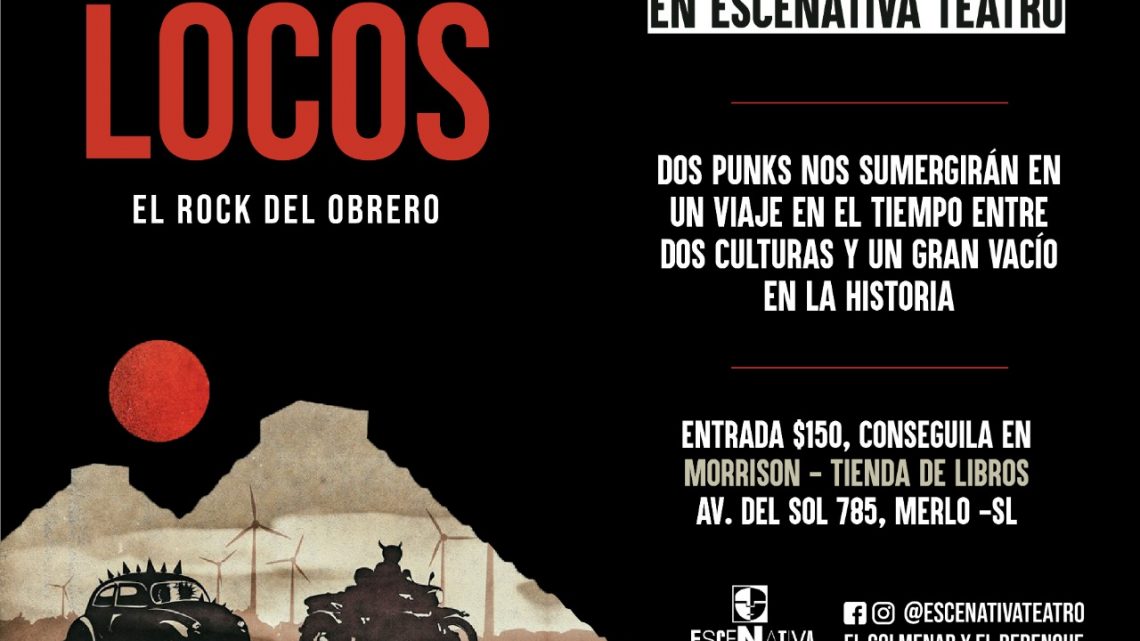 LOCOS
EL ROCK DEL OBRERO
EN ESCENATIVA TEATRO
DOS PUNKS NOS SUMERGIRÁN EN
UN VIAJE EN EL TIEMPO ENTRE
DOS CULTURAS Y UN GRAN VACÍO
EN LA HISTORIA
ENTRADA $150, CONSEGUILA EN
MORRISON – TIENDA DE LIBROS
AV. DEL SOL 785, MERLO –SL
ESCENATIVA
@ESCENATIVATEATRO
EL COLMENAR Y EL REBENQUE